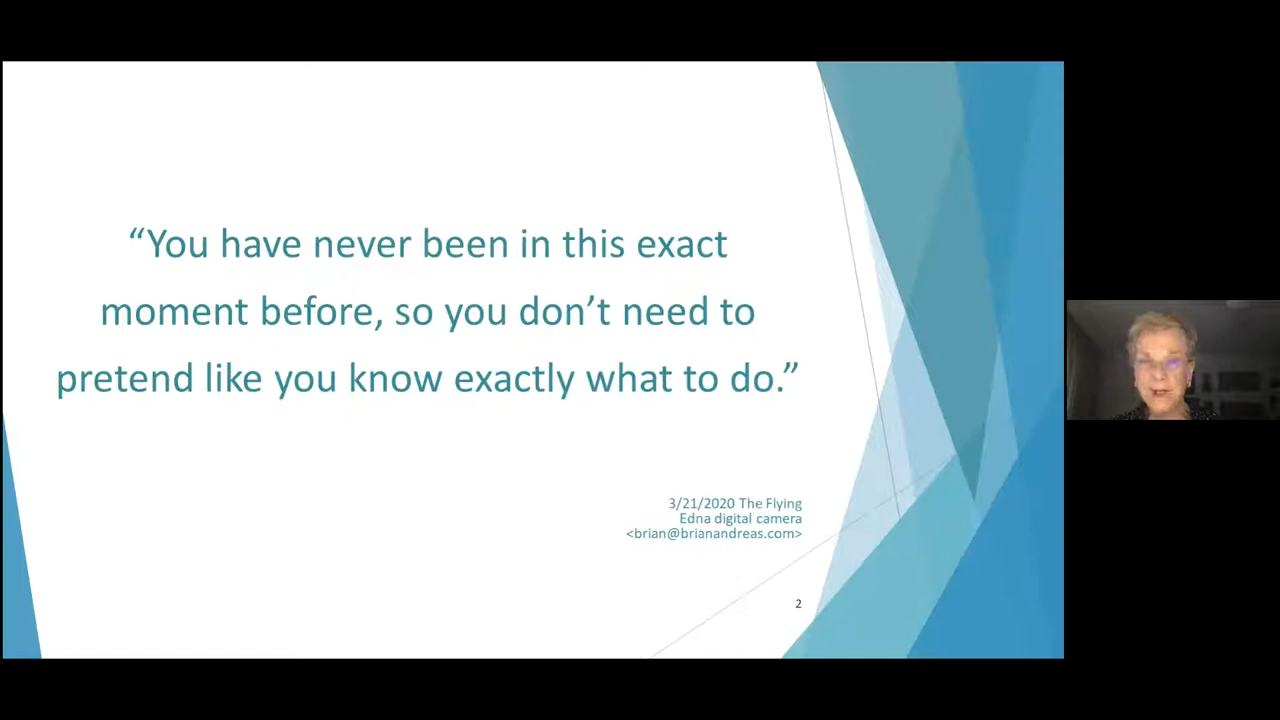 “You have never been in this exact
moment before, so you don’t need to
pretend like you know exactly what to do.”
3/21/2020 The Flying
Edna digital camera
<brian@brianandreas.com>
2